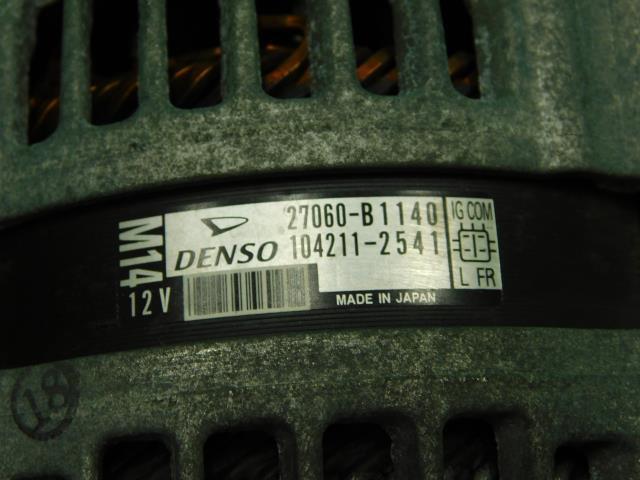 M14
12V
DENSO
27060-B1140
104211-2541
MADE IN JAPAN
IG COM
L FR
18